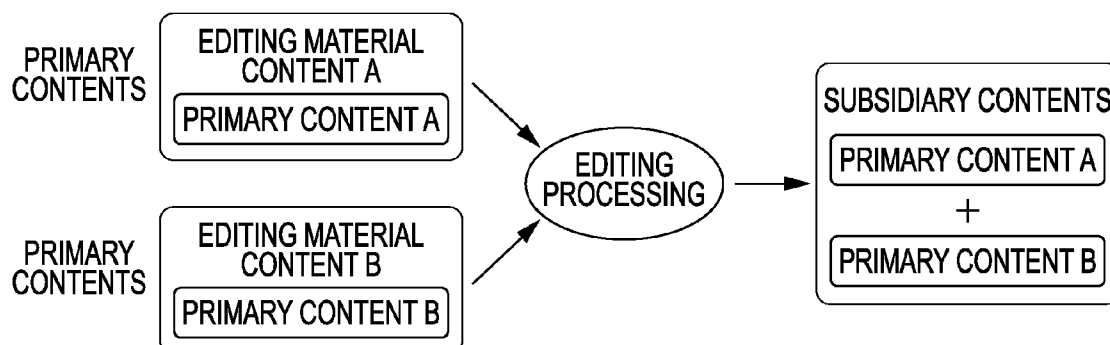 PRIMARY
CONTENTS
EDITING MATERIAL
CONTENT A
PRIMARY CONTENT A
PRIMARY
CONTENTS
EDITING MATERIAL
CONTENT B
PRIMARY CONTENT B
EDITING
PROCESSING
SUBSIDIARY CONTENTS
PRIMARY CONTENT A
+
PRIMARY CONTENT B